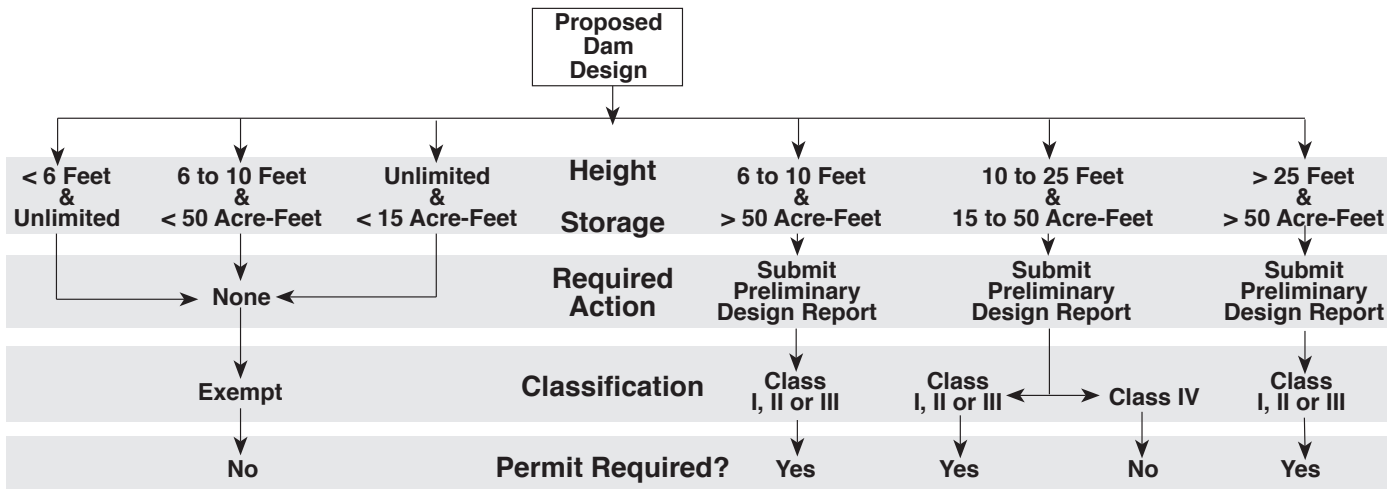 Proposed
Dam
Design
< 6 Feet
&
Unlimited
6 to 10 Feet
&
< 50 Acre-Feet
Unlimited
&
< 15 Acre-Feet
Height
Storage
6 to 10 Feet
&
> 50 Acre-Feet
10 to 25 Feet
&
15 to 50 Acre-Feet
> 25 Feet
&
> 50 Acre-Feet
None
Required
Action
Submit
Preliminary
Design Report
Submit
Preliminary
Design Report
Submit
Preliminary
Design Report
Exempt
Classification
Class
I, II or III
Class
I, II or III
Class IV
Class
I, II or III
No
Permit Required?
Yes
Yes
No
Yes